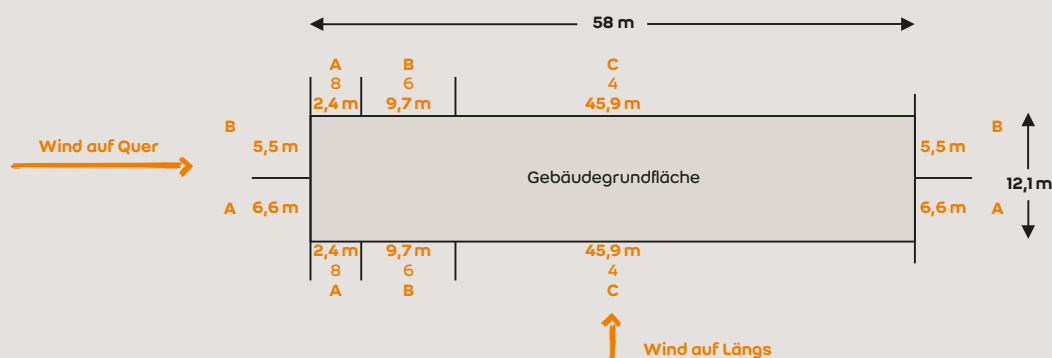 58 m
A B C
8 6 4
2,4 m 9,7 m 45,9 m
B B
Wind auf Quer 5,5 m 5,5 m
Gebäudegrundfläche 12,1 m
A 6,6 m 6,6 m A
2,4 m 9,7 m 45,9 m
8 6 4
A B C
Wind auf Längs